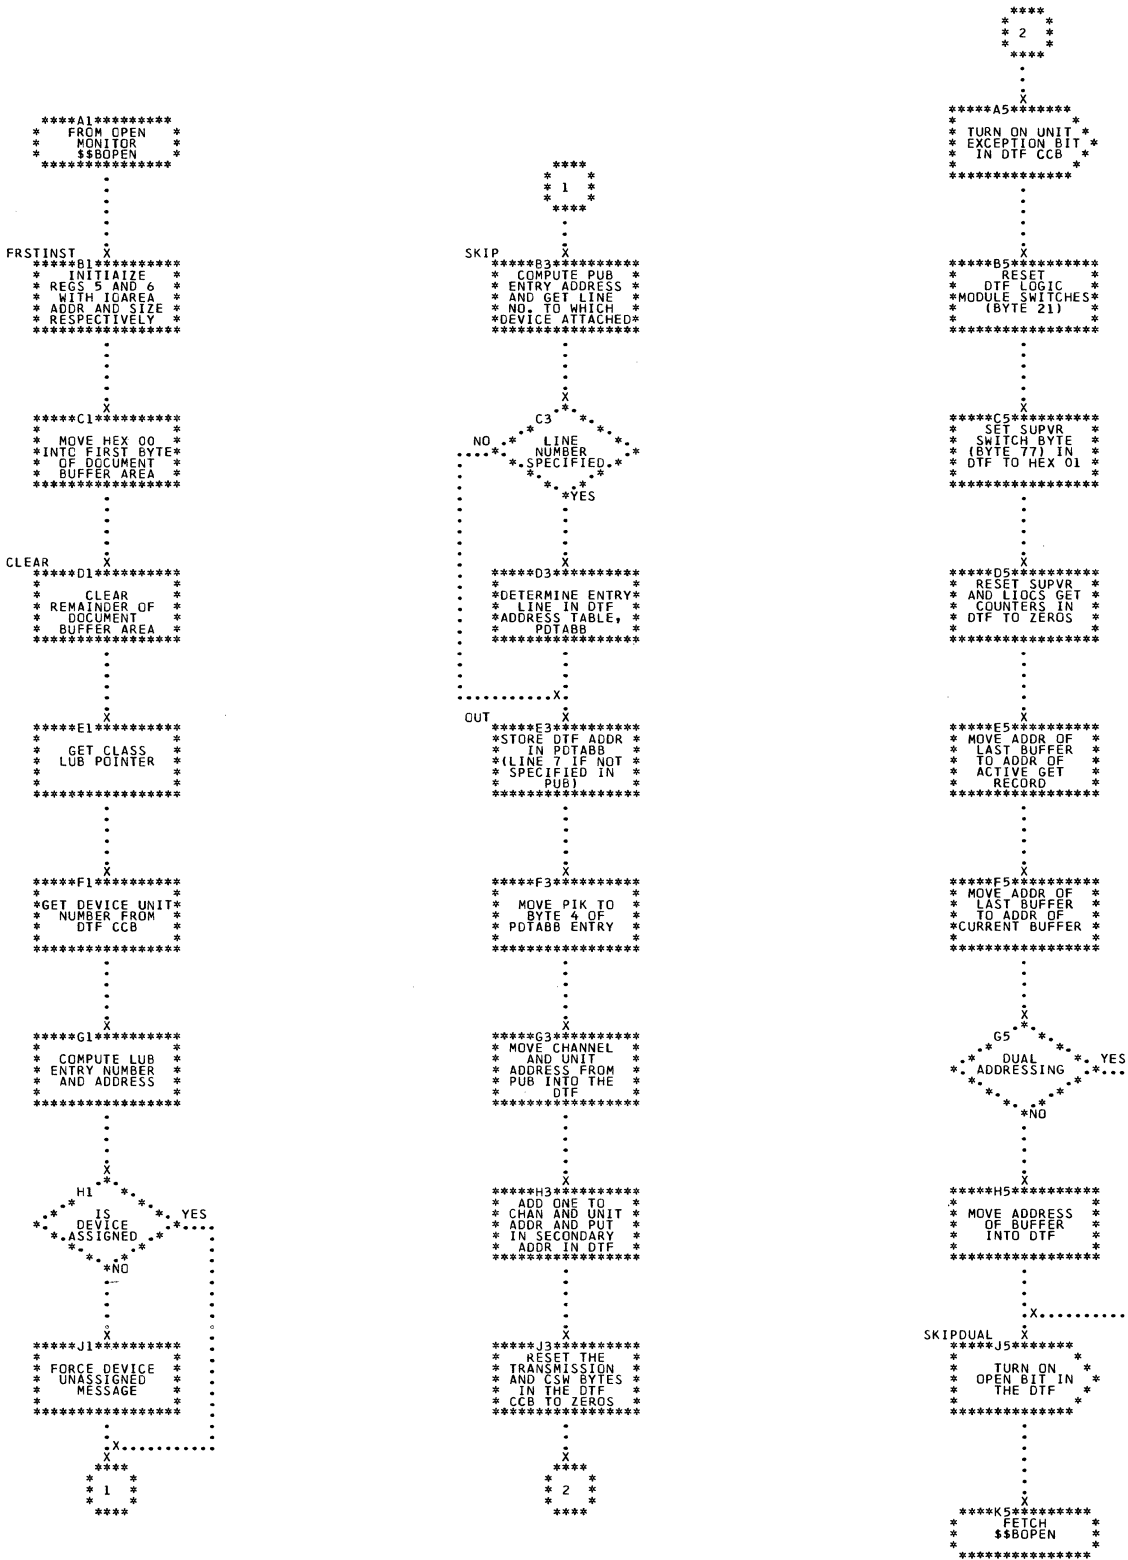 ****A1*********
FROM OPEN
MONITOR
$$BOPEN
FRSTINST
*****B1**********
INITIAIZE
REGS 5 AND 6
WITH IOAREA
ADDR AND SIZE
RESPECTIVELY
*****C1**********
MOVE HEX 00
*INTO FIRST BYTE*
OF DOCUMENT
BUFFER AREA
CLEAR
*****D1**********
CLEAR
REMAINDER OF
DOCUMENT
BUFFER AREA
*****E1**********
GET CLASS
LUB POINTER
*****F1**********
*GET DEVICE UNIT*
NUMBER FROM
DTF CCB
*****G1**********
COMPUTE LUB
ENTRY NUMBER
AND ADDRESS
H1
IS
DEVICE
ASSIGNED
YES
*NO
*****J1**********
FORCE DEVICE
UNASSIGNED
MESSAGE
1
1
SKIP
*****B3**********
COMPUTE PUB
ENTRY ADDRESS
AND GET LINE
NO. TO WHICH
*DEVICE ATTACHED*
C3
LINE
NUMBER
SPECIFIED
NO
*YES
*****D3**********
*DETERMINE ENTRY*
LINE IN DTF
*ADDRESS TABLE, *
PDTABB
OUT
*****E3**********
*STORE DTF ADDR *
IN PDTABB
*(LINE 7 IF NOT *
SPECIFIED IN
PUB)
*****F3**********
MOVE PIK TO
BYTE 4 OF
PDTABB ENTRY
*****G3**********
MOVE CHANNEL
AND UNIT
ADDRESS FROM
PUB INTO THE
DTF
*****H3**********
ADD ONE TO
CHAN AND UNIT
ADDR AND PUT
IN SECONDARY
ADDR IN DTF
*****J3**********
RESET THE
TRANSMISSION
AND CSW BYTES
IN THE DTF
CCB TO ZEROS
2
2
*****A5*******
TURN ON UNIT
EXCEPTION BIT
IN DTF CCB
*****B5**********
RESET
DTF LOGIC
*MODULE SWITCHES*
(BYTE 21)
*****C5**********
SET SUPVR
SWITCH BYTE
(BYTE 77) IN
DTF TO HEX 01
*****D5**********
RESET SUPVR
AND LIOCS GET
COUNTERS IN
DTF TO ZEROS
*****E5**********
MOVE ADDR OF
LAST BUFFER
TO ADDR OF
ACTIVE GET
RECORD
*****F5**********
MOVE ADDR OF
LAST BUFFER
TO ADDR OF
*CURRENT BUFFER *
G5
DUAL
ADDRESSING
YES
*NO
*****H5**********
MOVE ADDRESS
OF BUFFER
INTO DTF
SKIPDUAL
*****J5*******
TURN ON
OPEN BIT IN
THE DTF
****K5*********
FETCH
$$BOPEN